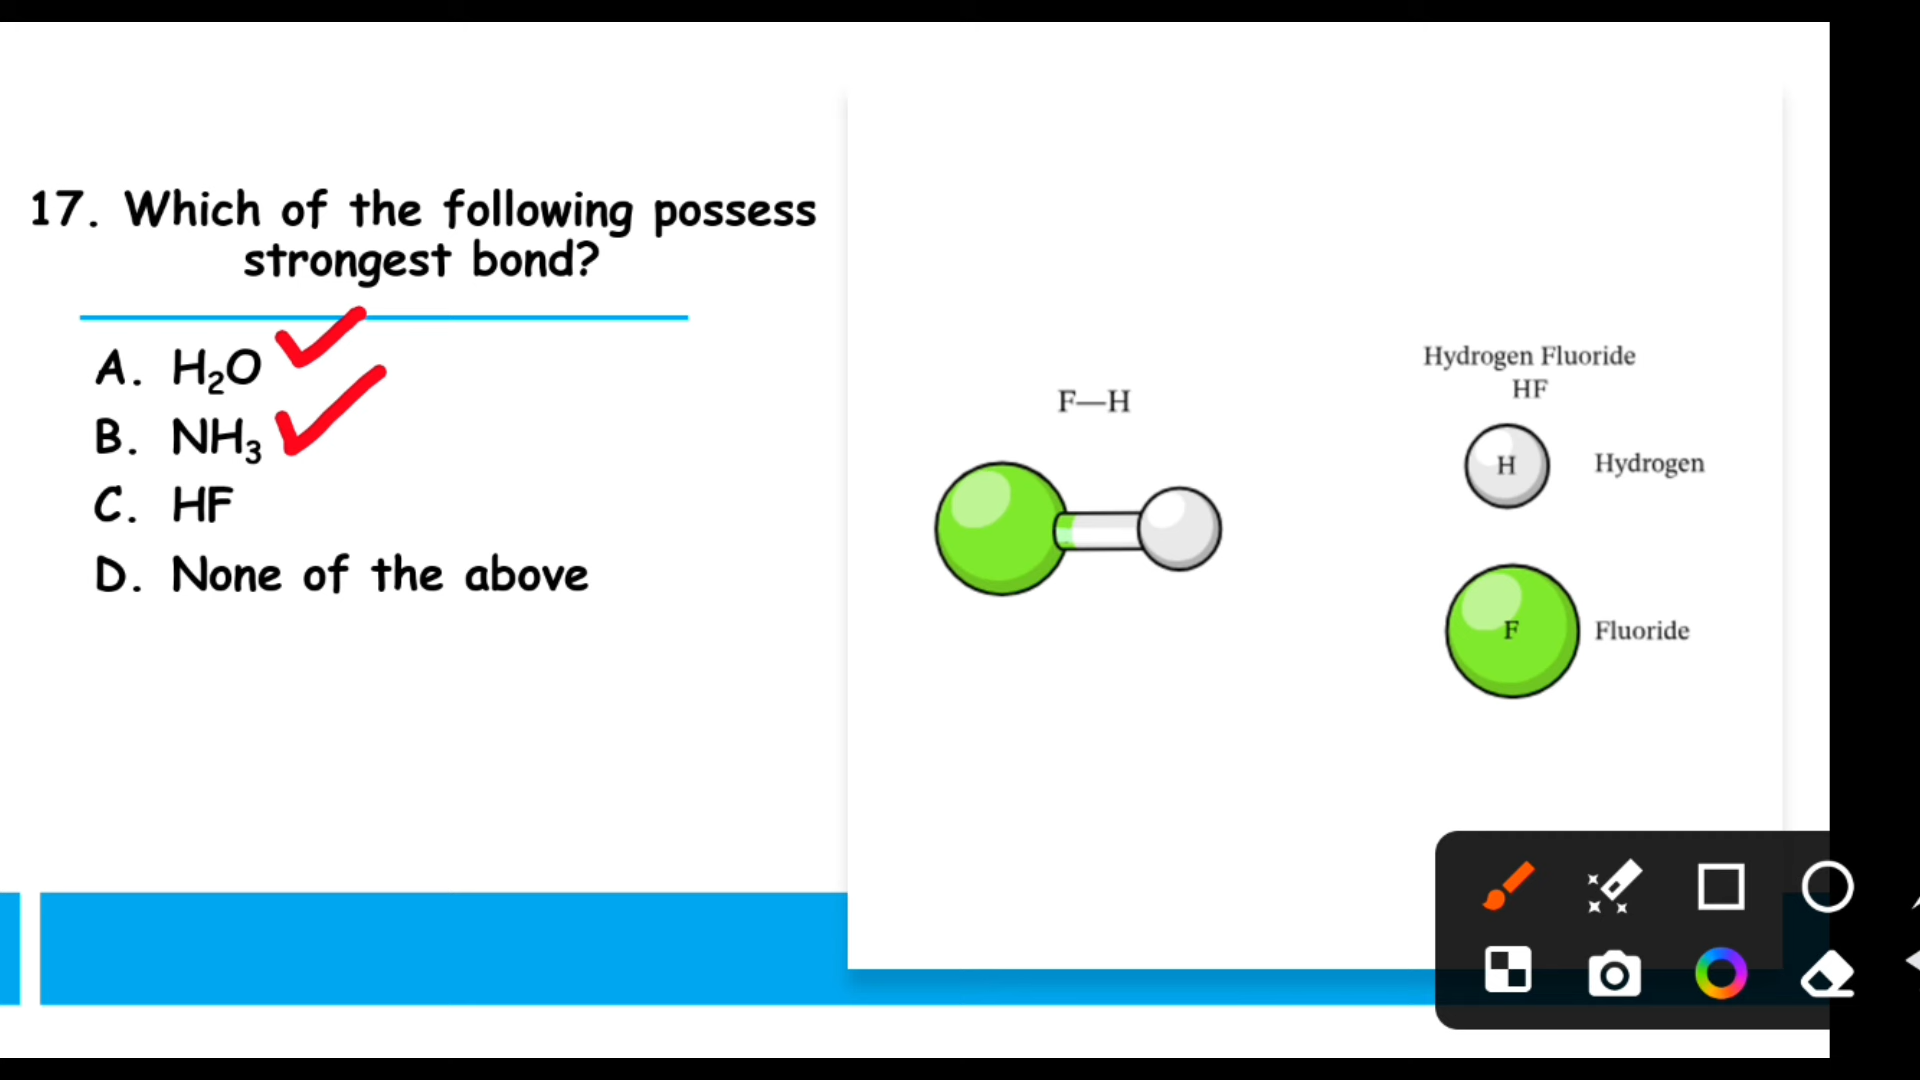 17. Which of the following possess
strongest bond?
A. H₂O
B. NH₃
C. HF
D. None of the above
F—H
Hydrogen Fluoride
HF
H
Hydrogen
F
Fluoride